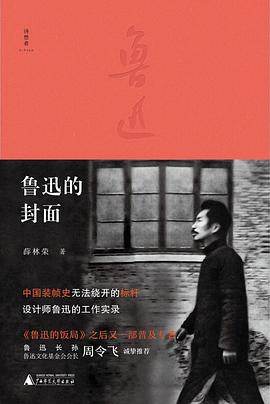 诗想者
鲁迅
鲁迅的
封面
薛林荣 著
中国装帧史无法绕开的标杆
设计师鲁迅的工作实录
《鲁迅的饭局》之后又一部普及专著
鲁迅长孙
鲁迅文化基金会会长 周令飞 诚挚推荐
广西师范大学出版社